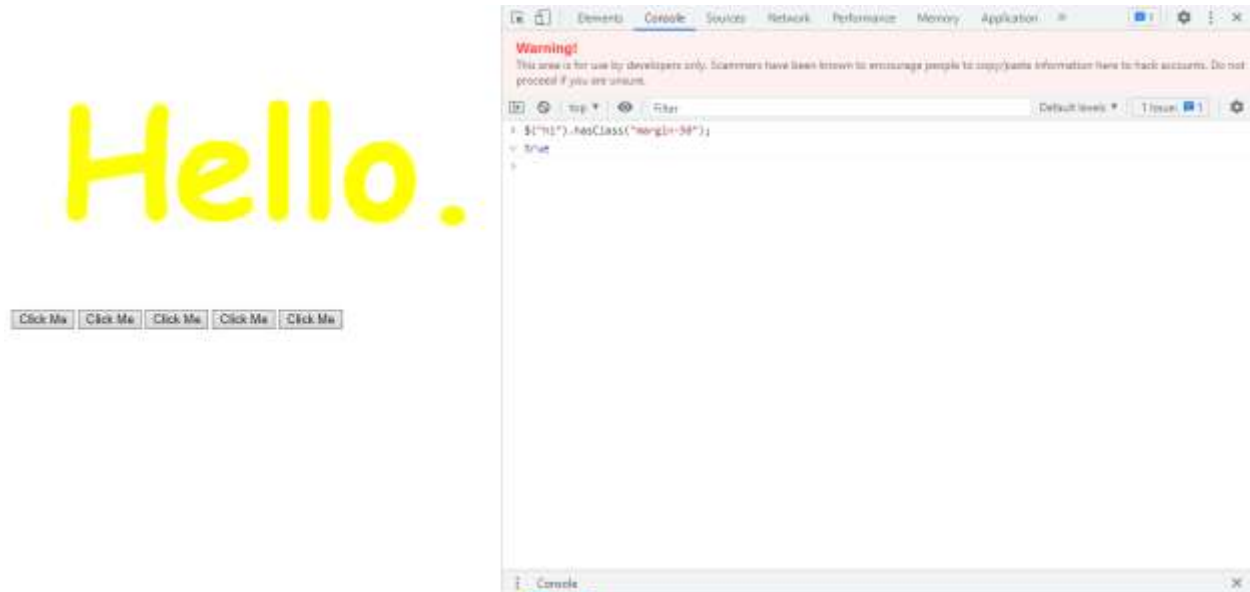 Hello.
Click Me Click Me Click Me Click Me Click Me
Elements Console Sources Network Performance Memory Application »
1
Warning!
This area is for use by developers only. Scammers have been known to encourage people to copy/paste information here to hack accounts. Do not
proceed if you are unsure.
top Filter Default levels 1 Issue: 1
$("h1").hasClass("margin-50");
true
Console